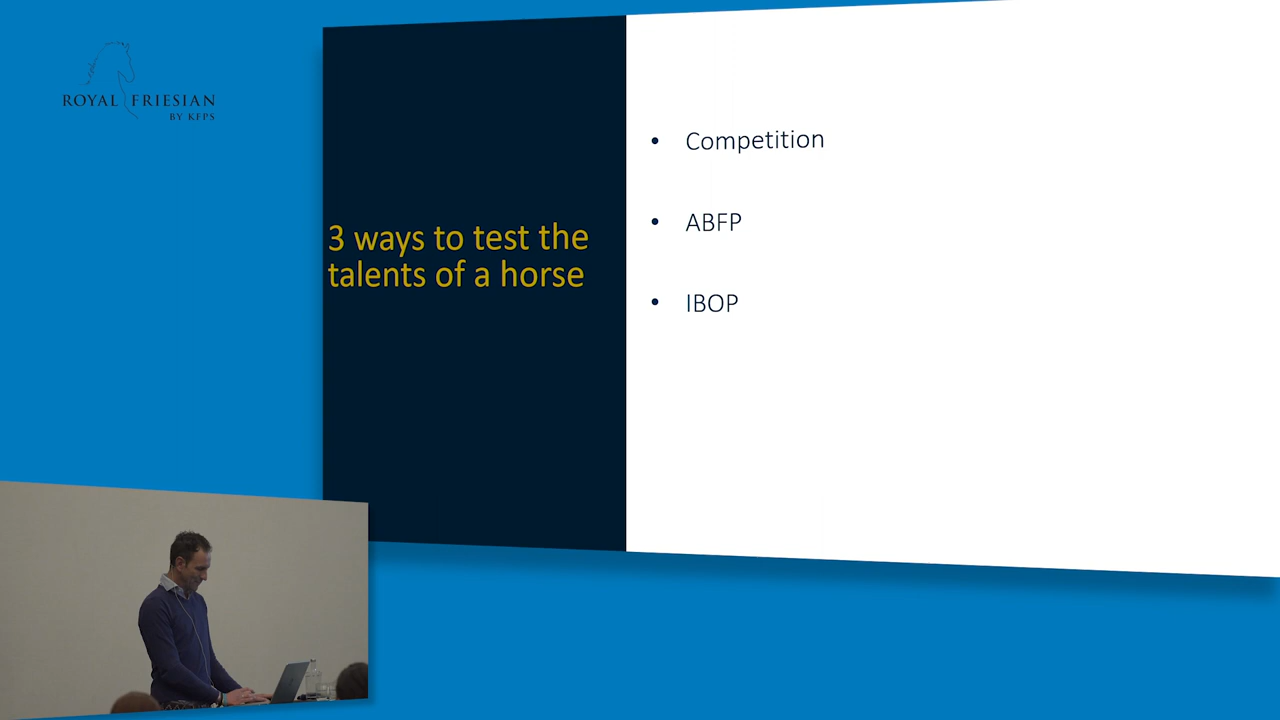 ROYAL FRIESIAN
BY KFPS
3 ways to test the
talents of a horse
• Competition
• ABFP
• IBOP